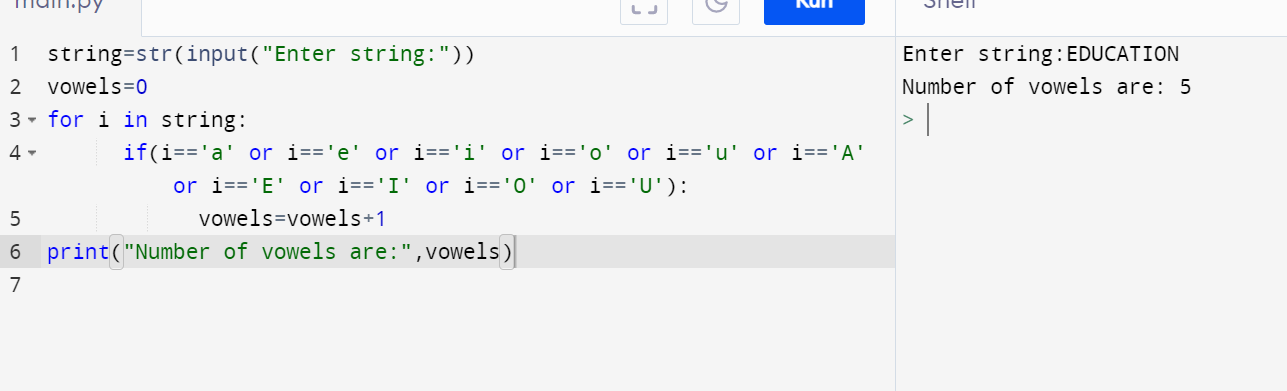 main.py
Run
Shell
1 string=str(input("Enter string:"))
2 vowels=0
3 for i in string:
4 if(i=='a' or i=='e' or i=='i' or i=='o' or i=='u' or i=='A'
or i=='E' or i=='I' or i=='O' or i=='U'):
5 vowels=vowels+1
6 print("Number of vowels are:",vowels)
7
Enter string:EDUCATION
Number of vowels are: 5
>